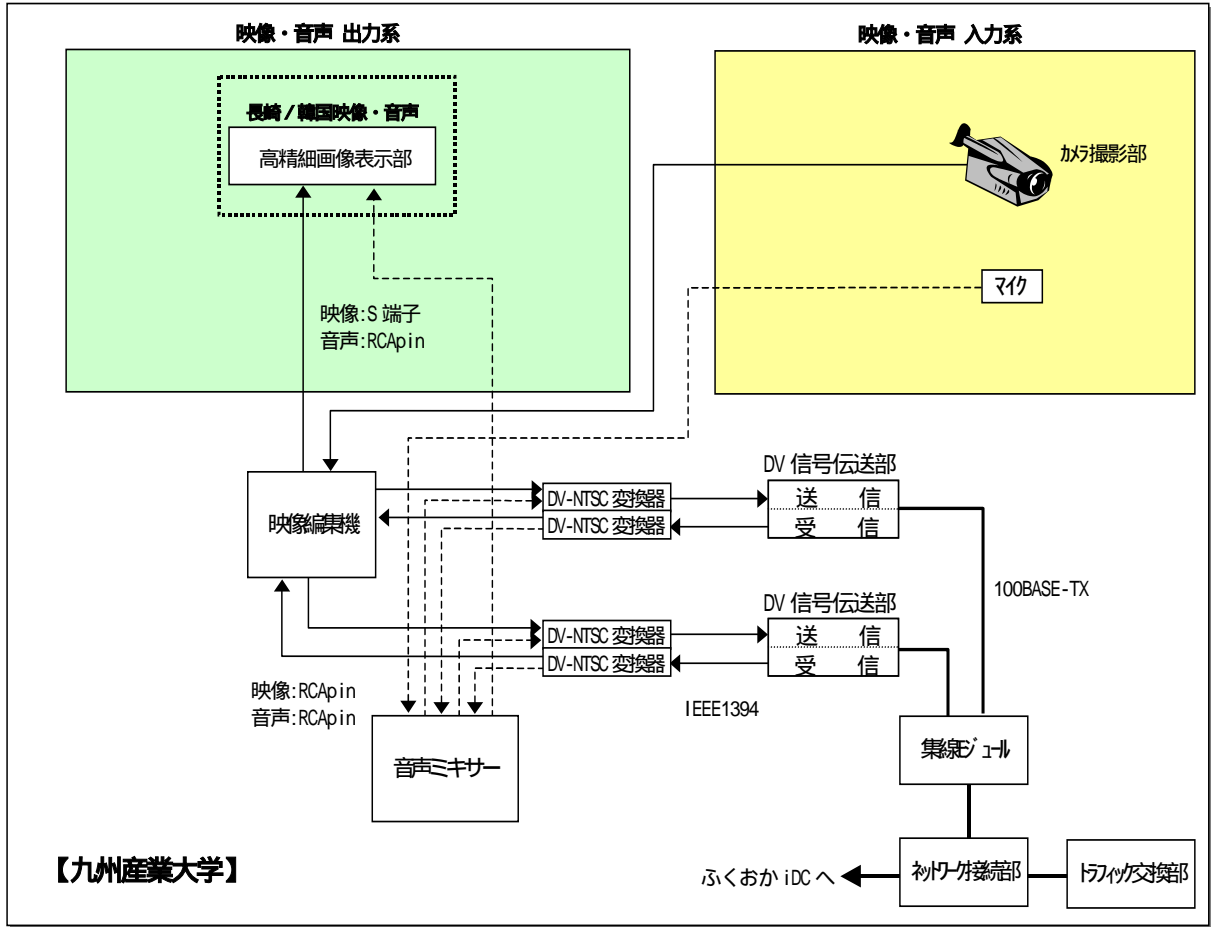 映像・音声 出力系
映像・音声 入力系
長崎/韓国映像・音声
高精細画像表示部
カメラ撮影部
マイク
映像:S 端子
音声:RCApin
映像編集機
DV-NTSC 変換器
DV-NTSC 変換器
DV 信号伝送部
送 信
受 信
100BASE-TX
DV-NTSC 変換器
DV-NTSC 変換器
DV 信号伝送部
送 信
受 信
映像:RCApin
音声:RCApin
IEEE1394
音声ミキサー
集線モジュール
【九州産業大学】
ふくおか iDC へ
ネットワーク接続部
トラフィック交換部